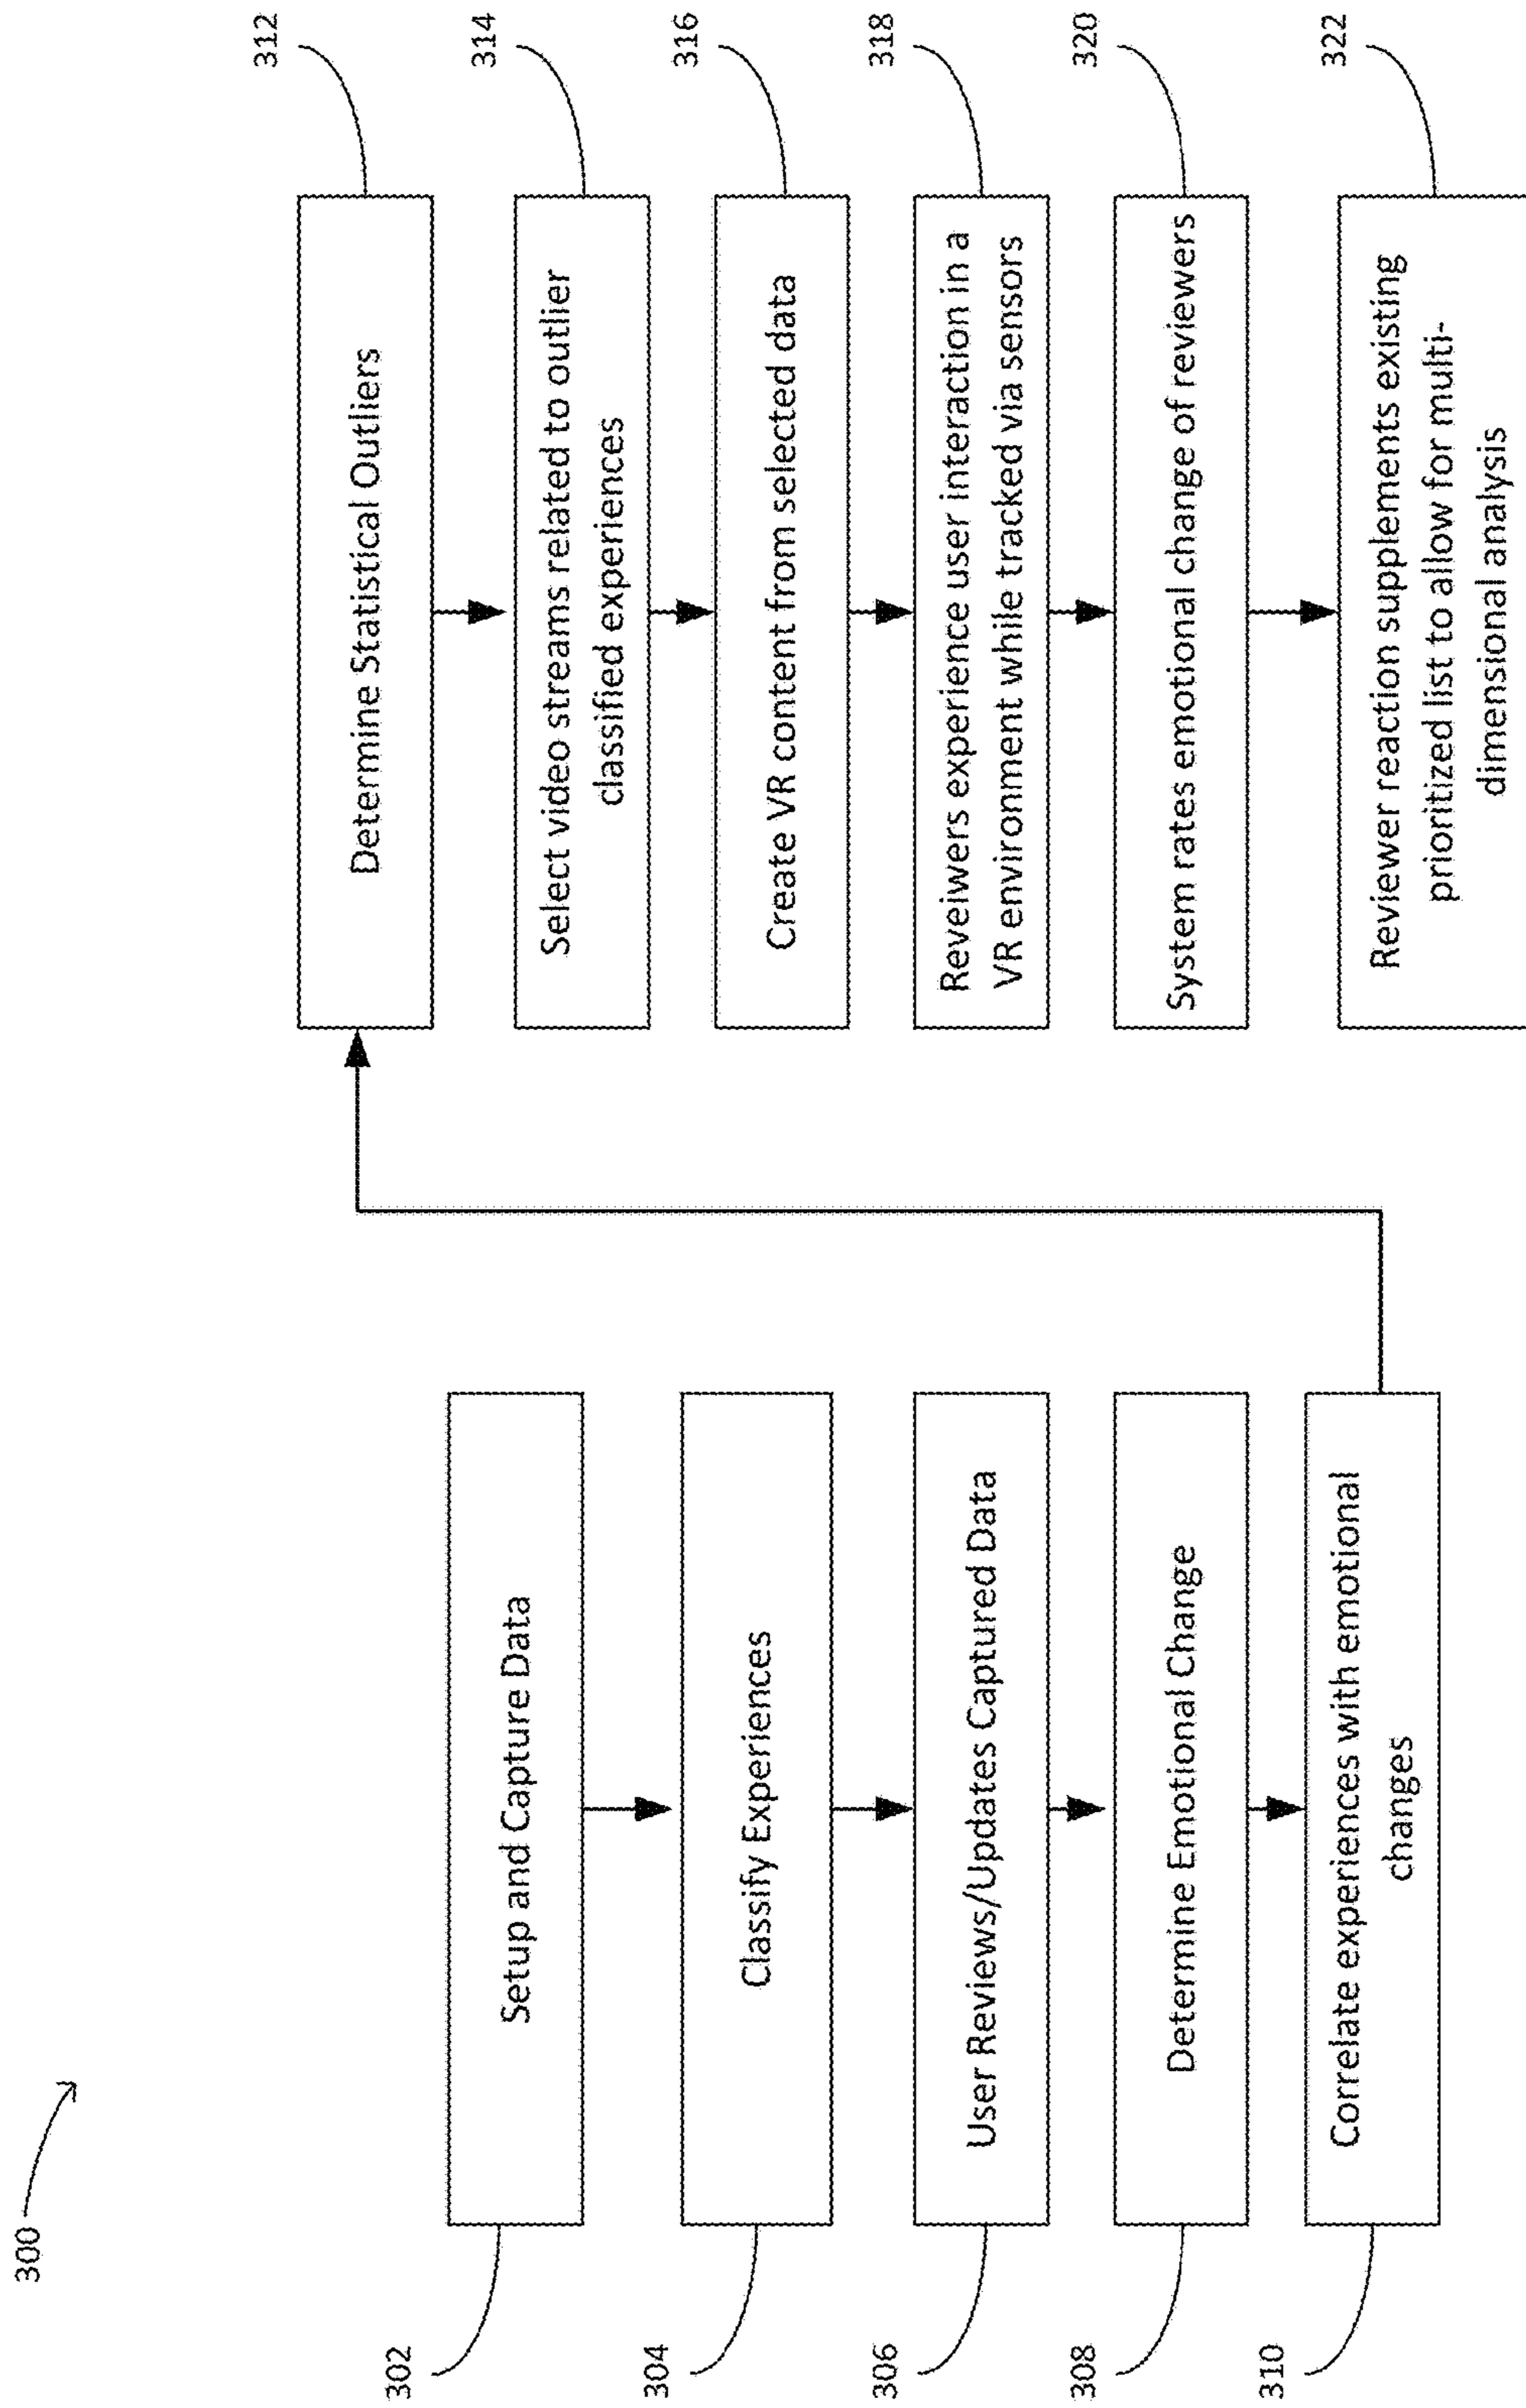 300
302
Setup and Capture Data
304
Classify Experiences
306
User Reviews/Updates Captured Data
308
Determine Emotional Change
310
Correlate experiences with emotional
changes
312
Determine Statistical Outliers
314
Select video streams related to outlier
classified experiences
316
Create VR content from selected data
318
Reveiwers experience user interaction in a
VR environment while tracked via sensors
320
System rates emotional change of reviewers
322
Reviewer reaction supplements existing
prioritized list to allow for multi-
dimensional analysis